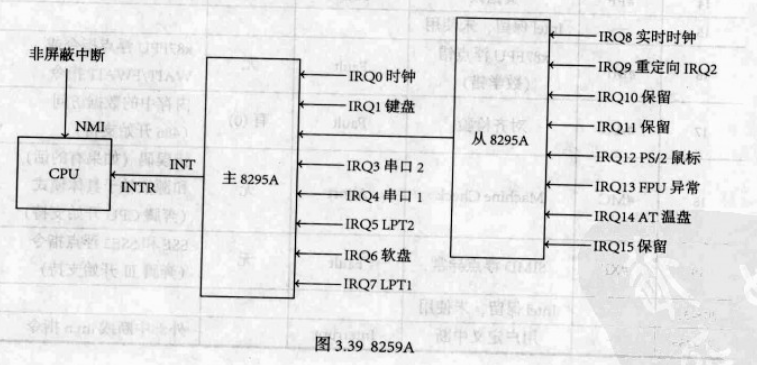 非屏蔽中断
NMI
CPU
INT
INTR
主 8295A
IRQ0 时钟
IRQ1 键盘
IRQ3 串口 2
IRQ4 串口 1
IRQ5 LPT2
IRQ6 软盘
IRQ7 LPT1
从 8295A
IRQ8 实时时钟
IRQ9 重定向 IRQ2
IRQ10 保留
IRQ11 保留
IRQ12 PS/2 鼠标
IRQ13 FPU 异常
IRQ14 AT 温盘
IRQ15 保留
图 3.39 8259A